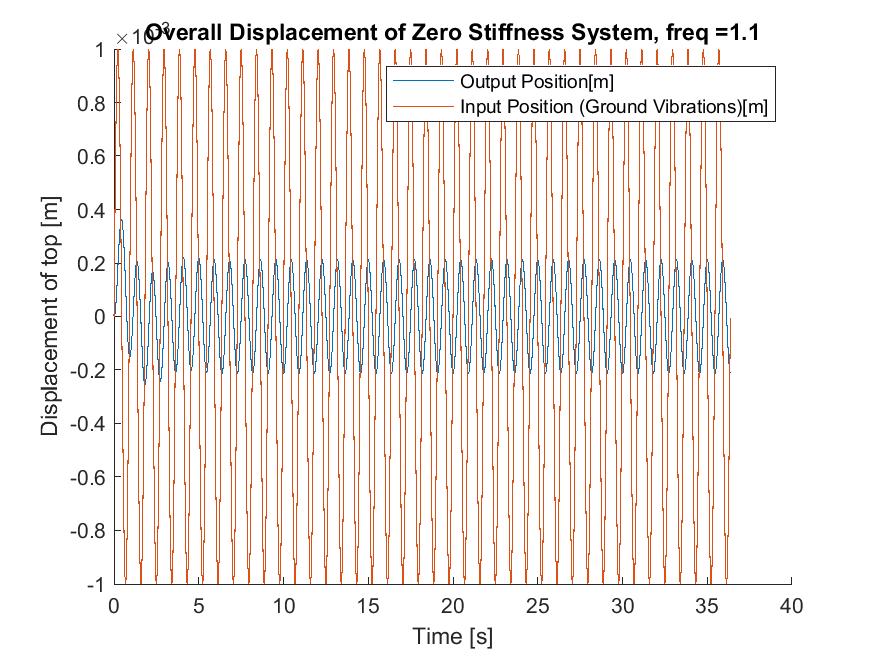 Overall Displacement of Zero Stiffness System, freq =1.1
×10-3
Output Position[m]
Input Position (Ground Vibrations)[m]
1
0.8
0.6
0.4
0.2
0
-0.2
-0.4
-0.6
-0.8
-1
Displacement of top [m]
0 5 10 15 20 25 30 35 40
Time [s]